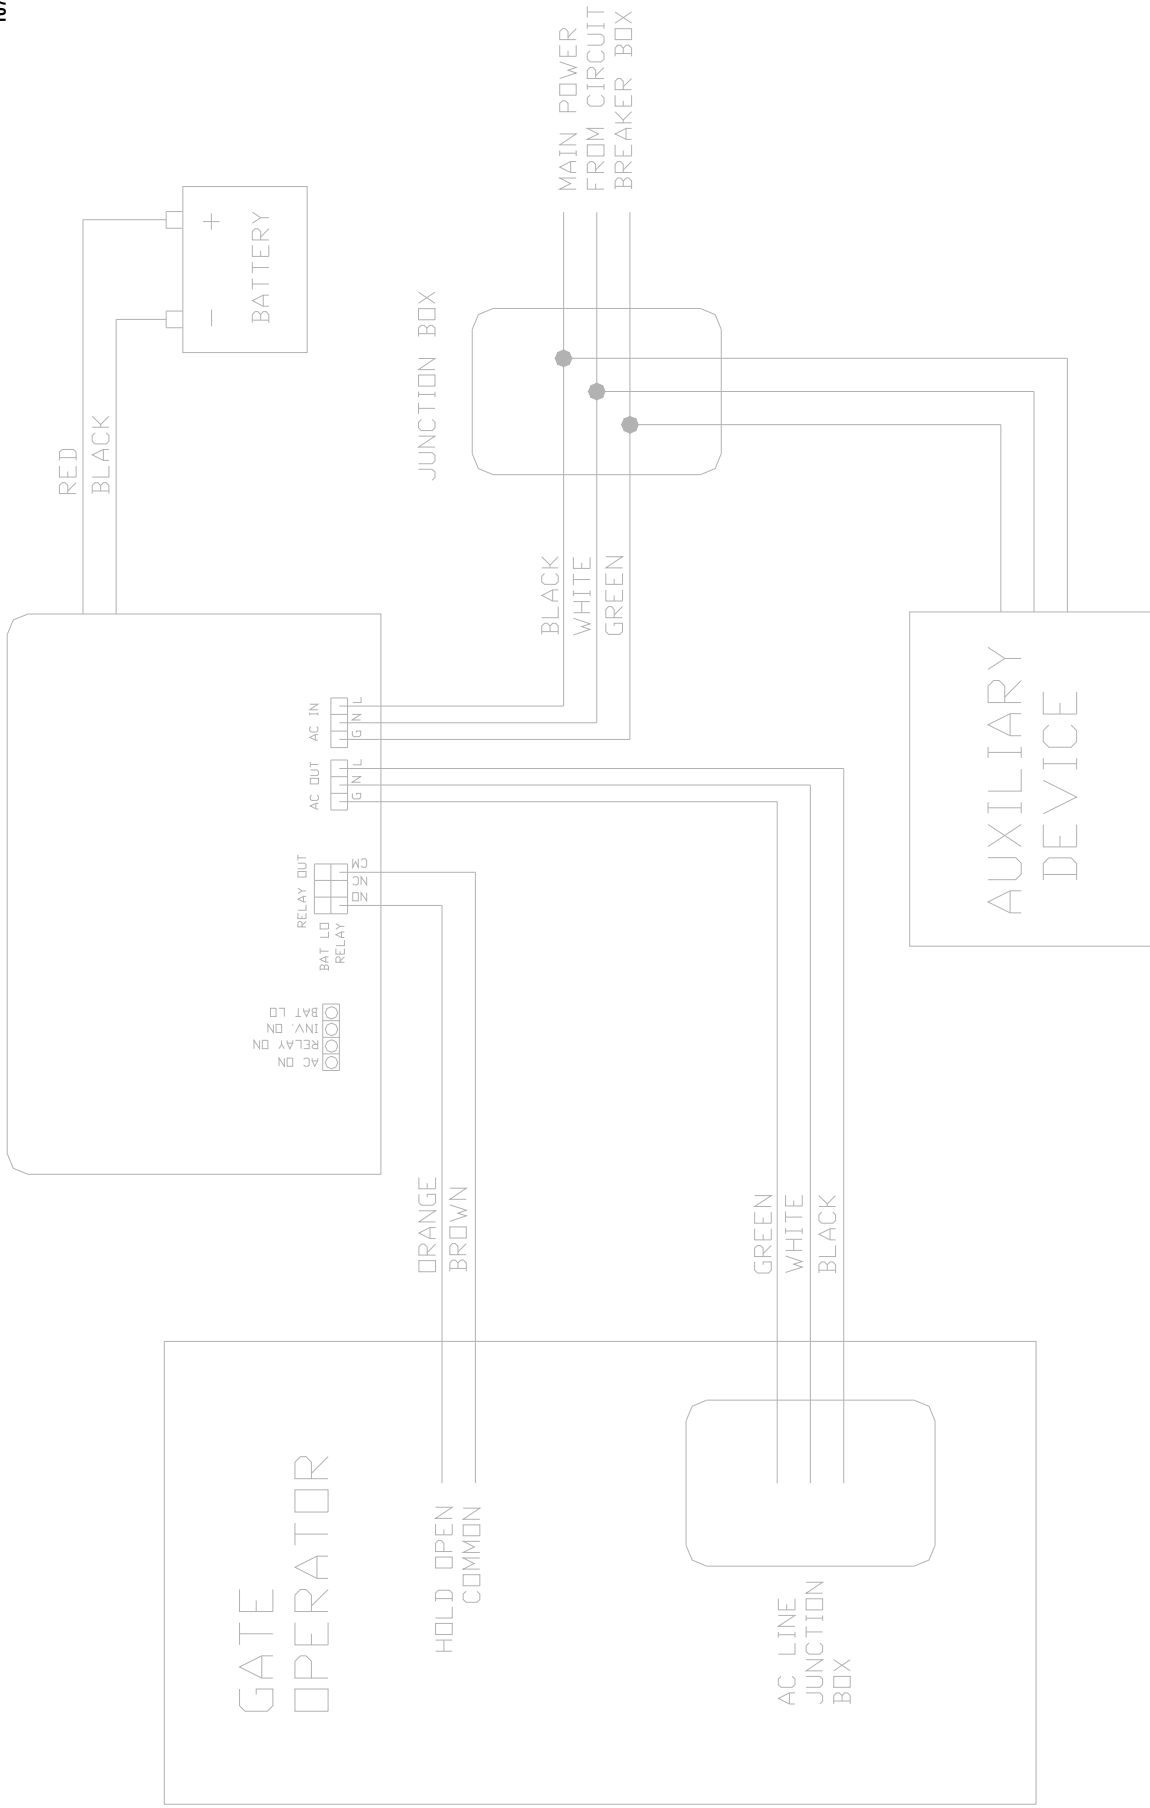 MAIN POWER
FROM CIRCUIT
BREAKER BOX
+
−
BATTERY
JUNCTION BOX
RED
BLACK
BLACK
WHITE
GREEN
AC IN
L
N
G
AC OUT
L
N
G
RELAY OUT
CM
NC
NO
BAT LO
RELAY
BAT LO
INV. ON
RELAY ON
AC ON
AUXILIARY
DEVICE
ORANGE
BROWN
GREEN
WHITE
BLACK
GATE
OPERATOR
HOLD OPEN
COMMON
AC LINE
JUNCTION
BOX